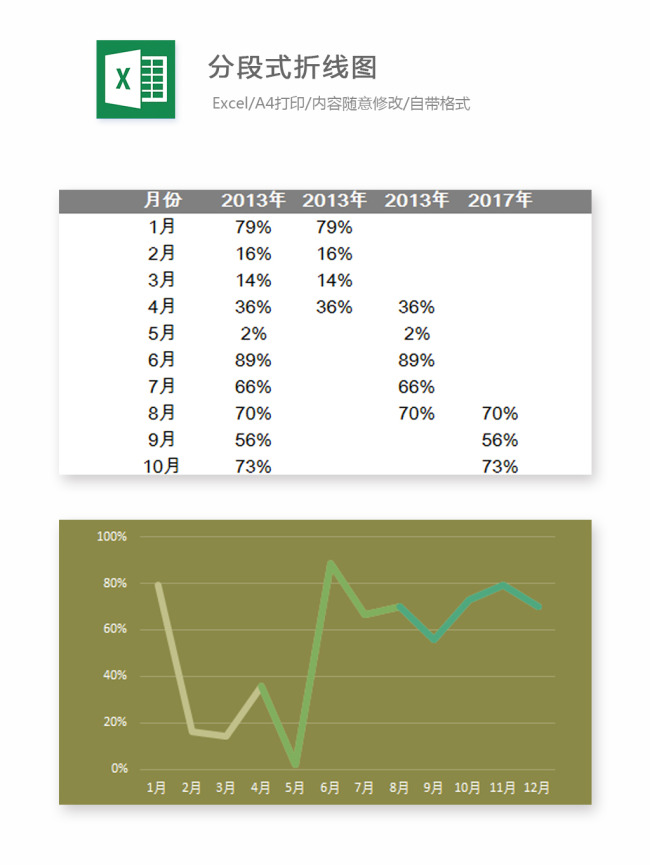 X
分段式折线图
Excel/A4打印/内容随意修改/自带格式
月份 2013年 2013年 2013年 2017年
1月 79% 79%
2月 16% 16%
3月 14% 14%
4月 36% 36% 36%
5月 2% 2%
6月 89% 89%
7月 66% 66%
8月 70% 70% 70%
9月 56% 56%
10月 73% 73%
100%
80%
60%
40%
20%
0%
1月 2月 3月 4月 5月 6月 7月 8月 9月 10月 11月 12月